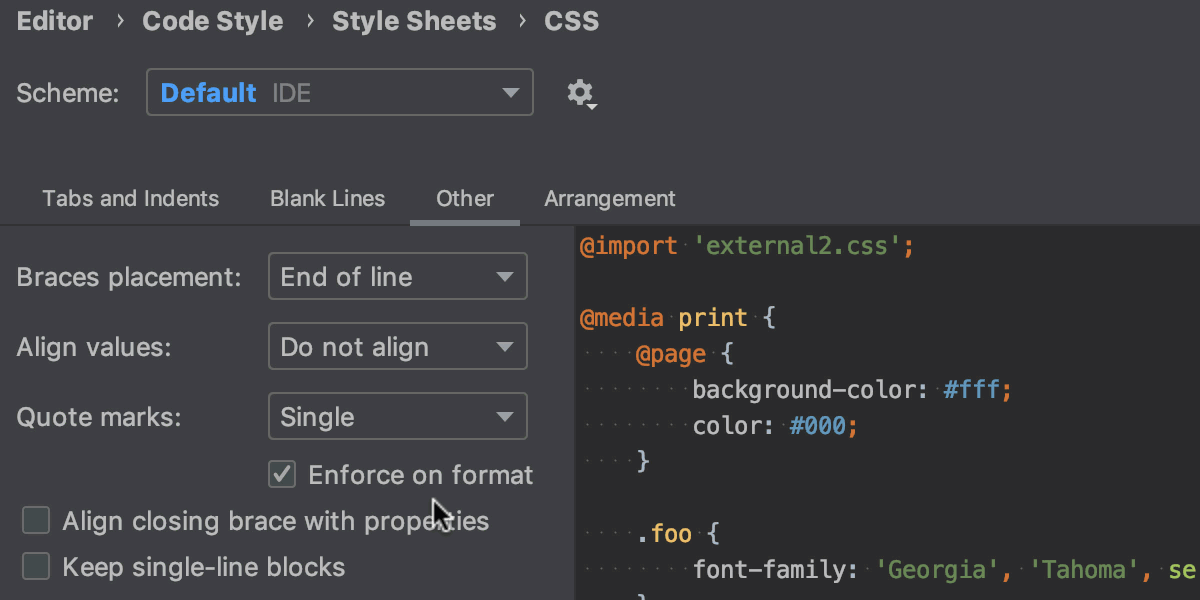 Editor › Code Style › Style Sheets › CSS
Scheme: Default IDE
Tabs and Indents Blank Lines Other Arrangement
Braces placement: End of line
Align values: Do not align
Quote marks: Single
Enforce on format
Align closing brace with properties
Keep single-line blocks
@import 'external2.css';
@media print {
@page {
background-color: #fff;
color: #000;
}
.foo {
font-family: 'Georgia', 'Tahoma', se